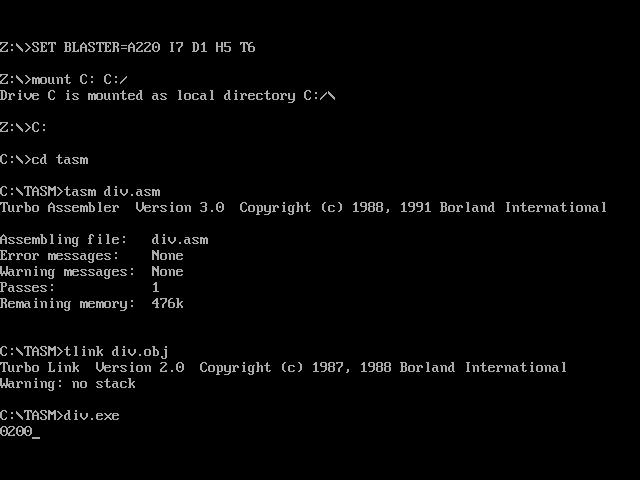 Z:\>SET BLASTER=A220 I7 D1 H5 T6
Z:\>mount C: C:/
Drive C is mounted as local directory C:/\
Z:\>C:
C:\>cd tasm
C:\TASM>tasm div.asm
Turbo Assembler  Version 3.0  Copyright (c) 1988, 1991 Borland International
Assembling file:   div.asm
Error messages:    None
Warning messages:  None
Passes:            1
Remaining memory:  476k
C:\TASM>tlink div.obj
Turbo Link  Version 2.0  Copyright (c) 1987, 1988 Borland International
Warning: no stack
C:\TASM>div.exe
0200_